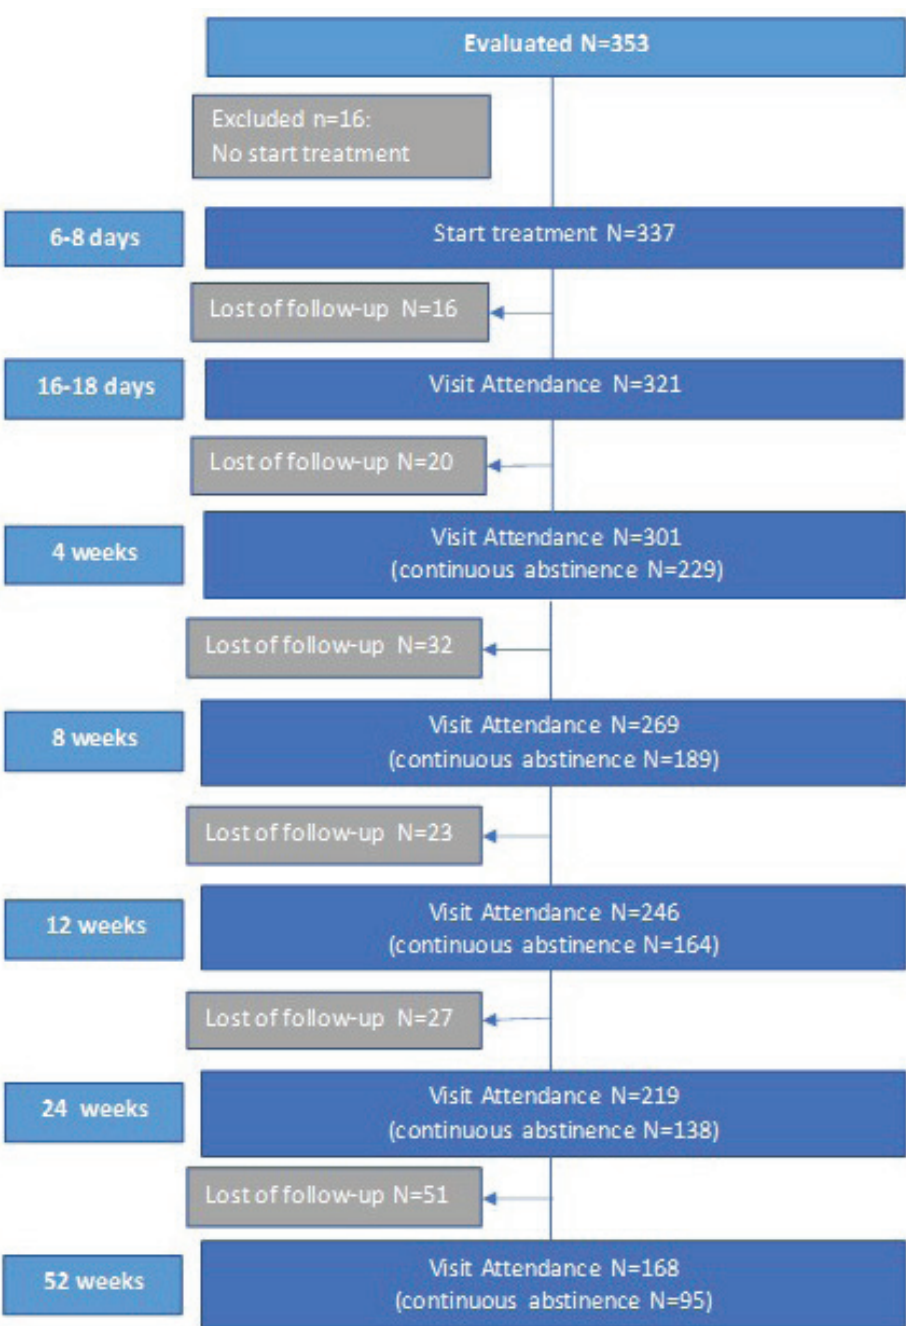 Evaluated N=353
Excluded n=16:
No start treatment
6-8 days
Start treatment N=337
Lost of follow-up N=16
16-18 days
Visit Attendance N=321
Lost of follow-up N=20
4 weeks
Visit Attendance N=301
(continuous abstinence N=229)
Lost of follow-up N=32
8 weeks
Visit Attendance N=269
(continuous abstinence N=189)
Lost of follow-up N=23
12 weeks
Visit Attendance N=246
(continuous abstinence N=164)
Lost of follow-up N=27
24 weeks
Visit Attendance N=219
(continuous abstinence N=138)
Lost of follow-up N=51
52 weeks
Visit Attendance N=168
(continuous abstinence N=95)